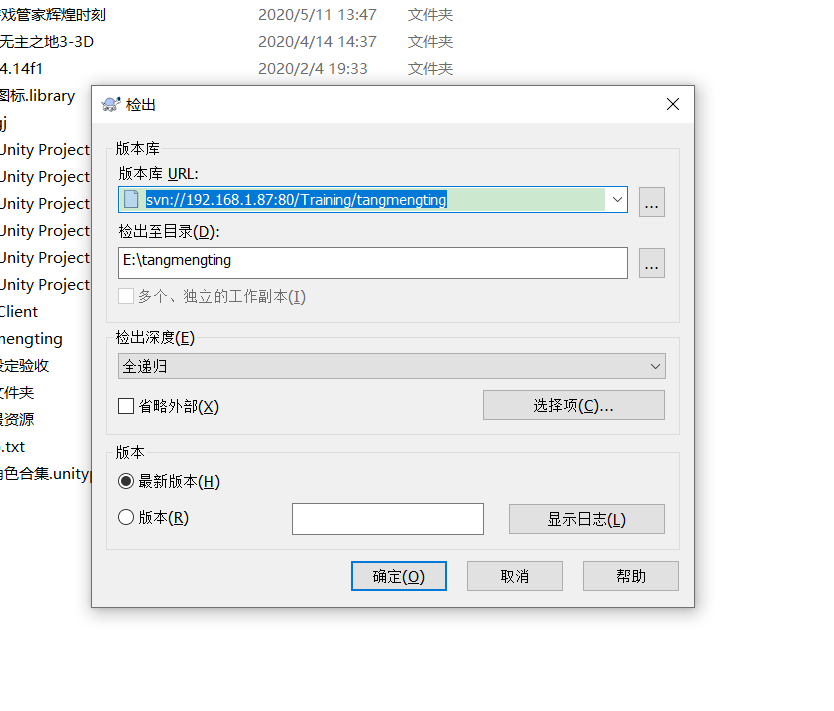 戏管家辉煌时刻 2020/5/11 13:47 文件夹
无主之地3-3D 2020/4/14 14:37 文件夹
4.14f1 2020/2/4 19:33 文件夹
图标.library
检出
gj
版本库
Unity Project
版本库 URL:
Unity Project
svn://192.168.1.87:80/Training/tangmengting
...
Unity Project
检出至目录(D):
Unity Project
E:\tangmengting
...
Unity Project
Unity Project
多个、独立的工作副本(I)
Client
检出深度(E)
mengting
全递归
设定验收
文件夹
省略外部(X)
选择项(C)...
资源
.txt
版本
角色合集.unityp
最新版本(H)
版本(R)
显示日志(L)
确定(O)
取消
帮助